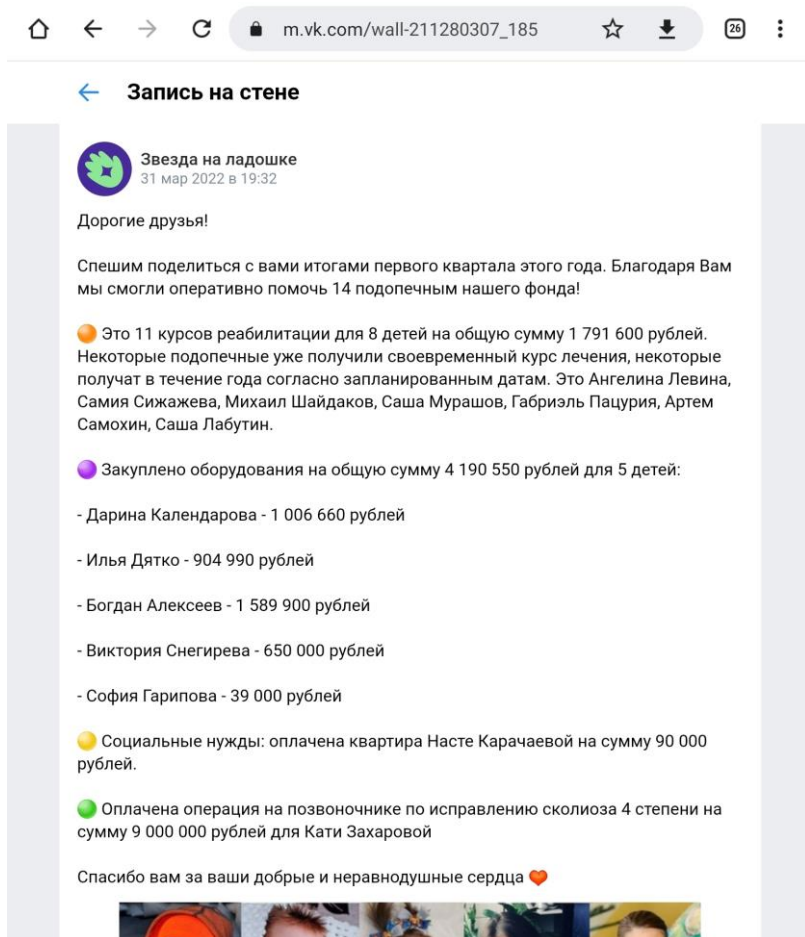 m.vk.com/wall-211280307_185
26
Запись на стене
Звезда на ладошке
31 мар 2022 в 19:32
Дорогие друзья!
Спешим поделиться с вами итогами первого квартала этого года. Благодаря Вам
мы смогли оперативно помочь 14 подопечным нашего фонда!
Это 11 курсов реабилитации для 8 детей на общую сумму 1 791 600 рублей.
Некоторые подопечные уже получили своевременный курс лечения, некоторые
получат в течение года согласно запланированным датам. Это Ангелина Левина,
Самия Сижажева, Михаил Шайдаков, Саша Мурашов, Габриэль Пацурия, Артем
Самохин, Саша Лабутин.
Закуплено оборудования на общую сумму 4 190 550 рублей для 5 детей:
- Дарина Календарова - 1 006 660 рублей
- Илья Дятко - 904 990 рублей
- Богдан Алексеев - 1 589 900 рублей
- Виктория Снегирева - 650 000 рублей
- София Гарипова - 39 000 рублей
Социальные нужды: оплачена квартира Насте Карачаевой на сумму 90 000
рублей.
Оплачена операция на позвоночнике по исправлению сколиоза 4 степени на
сумму 9 000 000 рублей для Кати Захаровой
Спасибо вам за ваши добрые и неравнодушные сердца